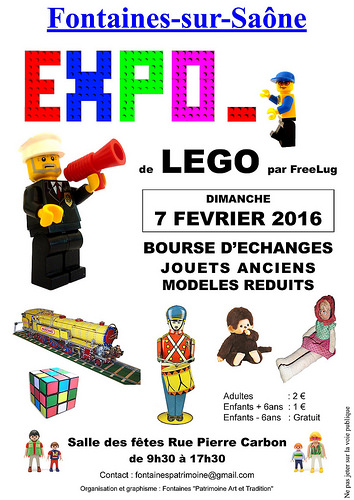 Fontaines-sur-Saône
EXPO_
de LEGO par FreeLug
DIMANCHE
7 FEVRIER 2016
BOURSE D'ECHANGES
JOUETS ANCIENS
MODELES REDUITS
Adultes : 2 €
Enfants + 6ans : 1 €
Enfants - 6ans : Gratuit
Salle des fêtes Rue Pierre Carbon
de 9h30 à 17h30
Contact : fontainespatrimoine@gmail.com
Organisation et graphisme : Fontaines "Patrimoine Art et Tradition"
Ne pas jeter sur la voie publique